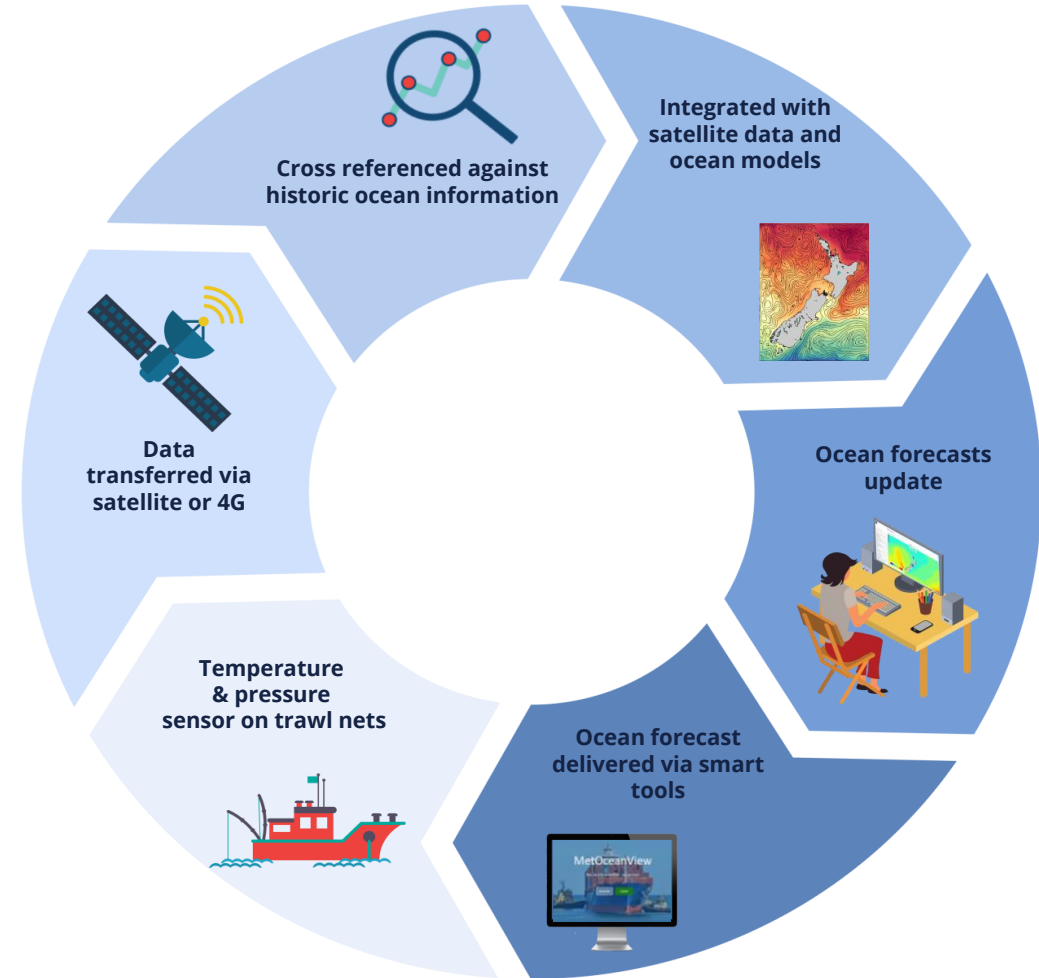 Cross referenced against
historic ocean information
Integrated with
satellite data and
ocean models
Ocean forecasts
update
Ocean forecast
delivered via smart
tools
MetOceanView
Temperature
& pressure
sensor on trawl nets
Data
transferred via
satellite or 4G